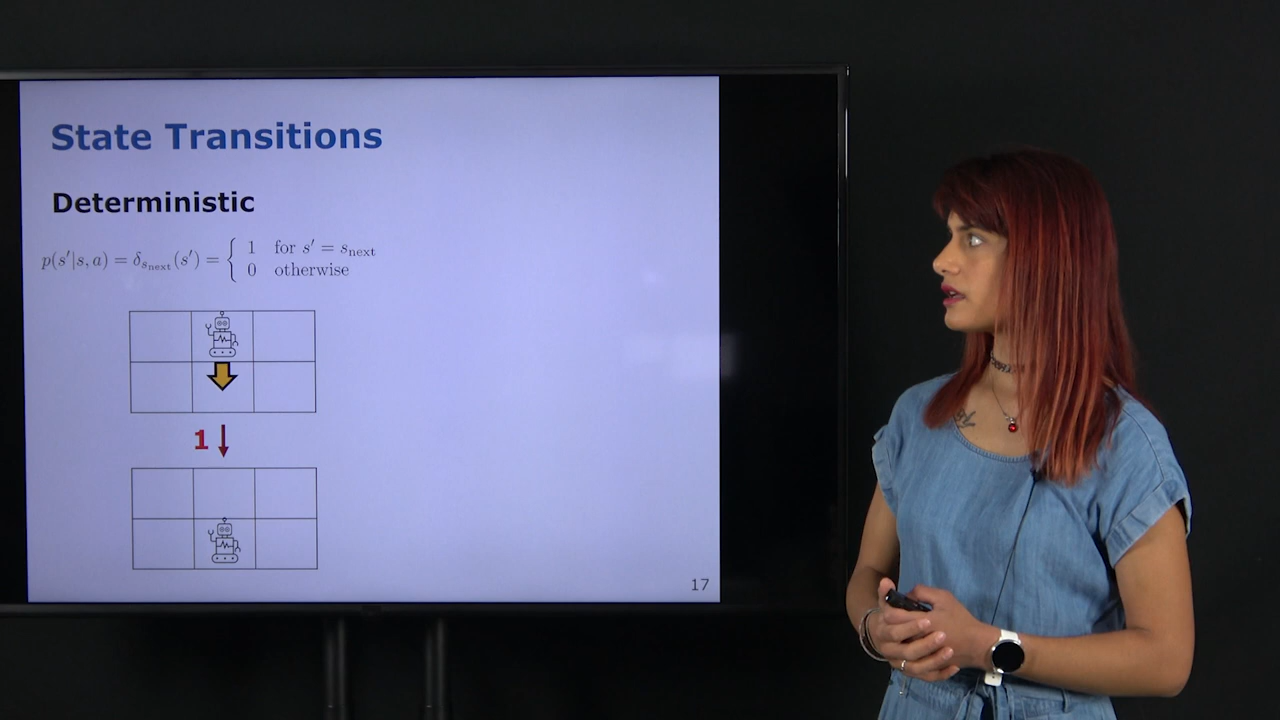 State Transitions
Deterministic
p(s'|s, a) = δ_{s_next}(s') = { 1 for s' = s_next
0 otherwise
1
17